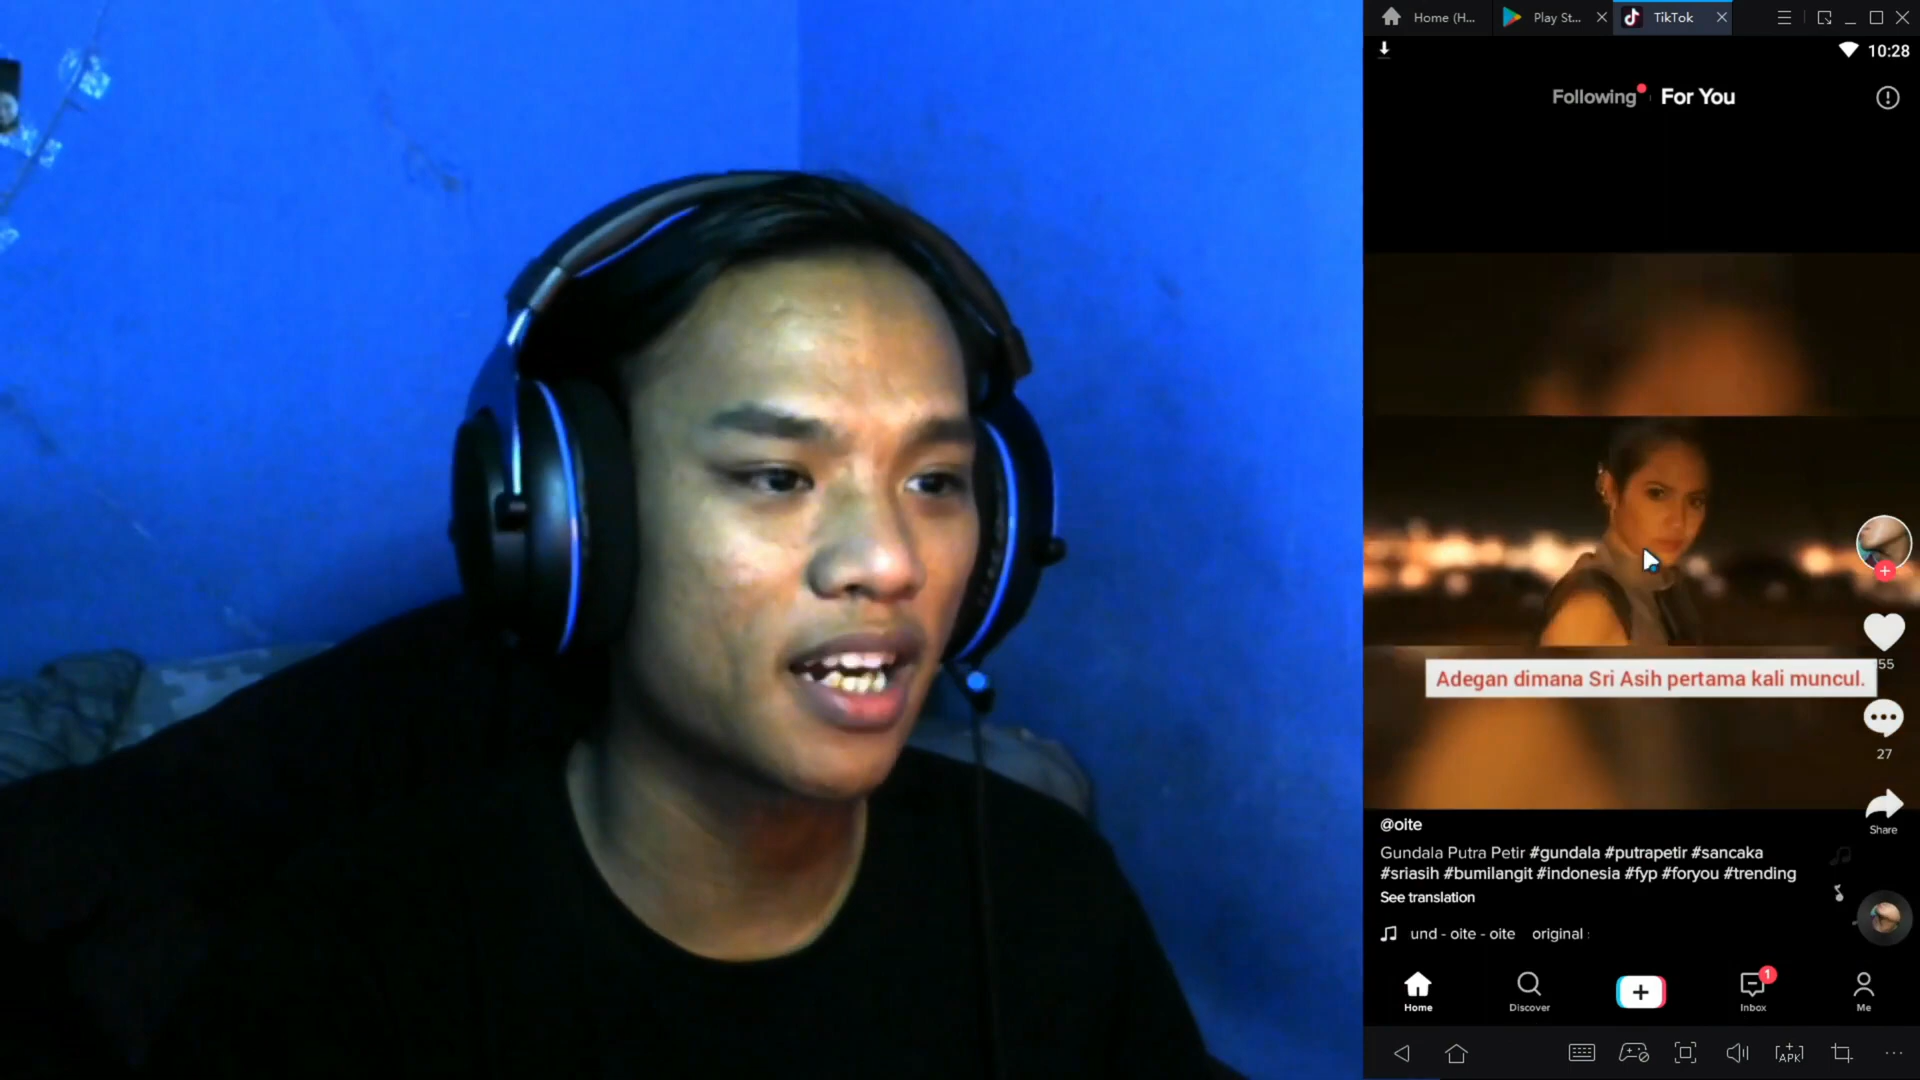 Home (H...
Play St...
TikTok
10:28
Following
For You
55
Adegan dimana Sri Asih pertama kali muncul.
27
Share
@oite
Gundala Putra Petir #gundala #putrapetir #sancaka
#sriasih #bumilangit #indonesia #fyp #foryou #trending
See translation
und - oite - oite original
Home
Discover
1
Inbox
Me
APK